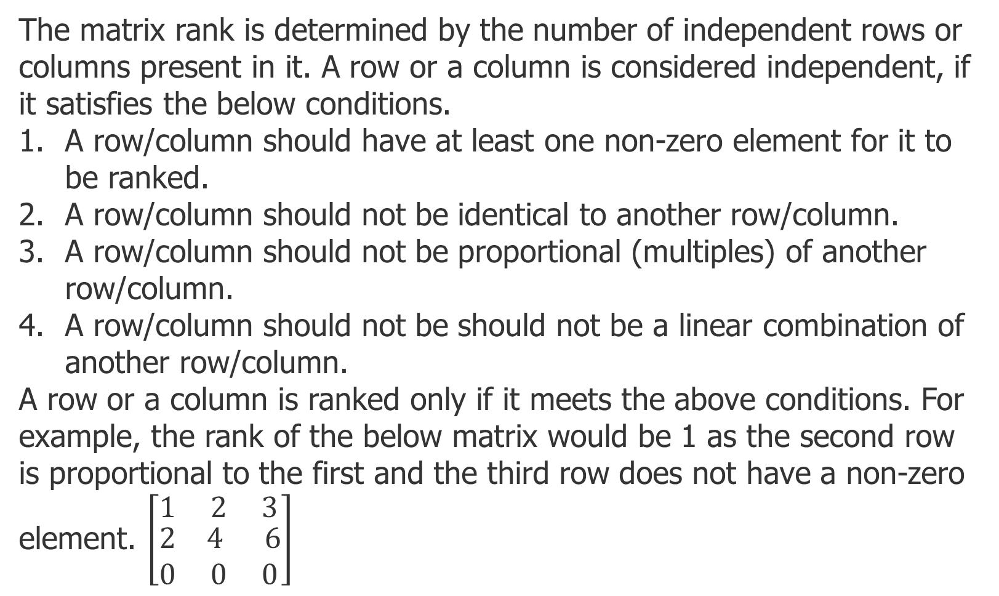 The matrix rank is determined by the number of independent rows or
columns present in it. A row or a column is considered independent, if
it satisfies the below conditions.
1. A row/column should have at least one non-zero element for it to
be ranked.
2. A row/column should not be identical to another row/column.
3. A row/column should not be proportional (multiples) of another
row/column.
4. A row/column should not be should not be a linear combination of
another row/column.
A row or a column is ranked only if it meets the above conditions. For
example, the rank of the below matrix would be 1 as the second row
is proportional to the first and the third row does not have a non-zero
element.
1 2 3
2 4 6
0 0 0